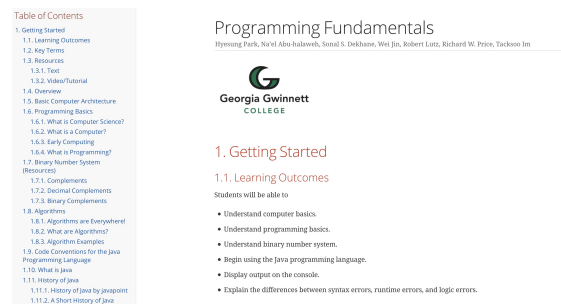 Table of Contents
1. Getting Started
1.1. Learning Outcomes
1.2. Key Terms
1.3. Resources
1.3.1. Text
1.3.2. Video/Tutorial
1.4. Overview
1.5. Basic Computer Architecture
1.6. Programming Basics
1.6.1. What is Computer Science?
1.6.2. What is a Computer?
1.6.3. Early Computing
1.6.4. What is Programming?
1.7. Binary Number System
(Resources)
1.7.1. Complements
1.7.2. Decimal Complements
1.7.3. Binary Complements
1.8. Algorithms
1.8.1. Algorithms are Everywhere!
1.8.2. What are Algorithms?
1.8.3. Algorithm Examples
1.9. Code Conventions for the Java
Programming Language
1.10. What is Java
1.11. History of Java
1.11.1. History of Java by Javapoint
1.11.2. A Short History of Java
Programming Fundamentals
Hyesung Park, Na'el Abu-halaweh, Sonal S. Dekhane, Wei Jin, Robert Lutz, Richard W. Price, Tacksoo Im
Georgia Gwinnett
COLLEGE
1. Getting Started
1.1. Learning Outcomes
Students will be able to
• Understand computer basics.
• Understand programming basics.
• Understand binary number system.
• Begin using the Java programming language.
• Display output on the console.
• Explain the differences between syntax errors, runtime errors, and logic errors.